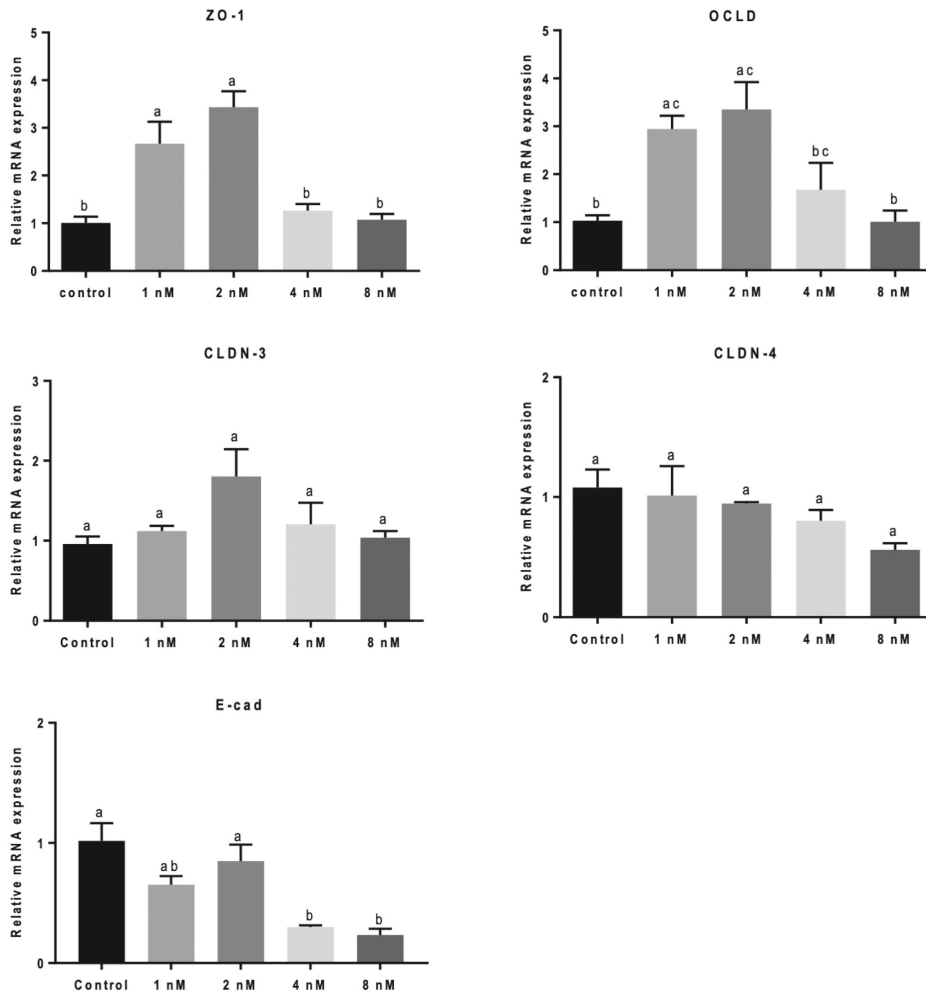 ZO-1
Relative mRNA expression
5
4
3
2
1
0
b
a
a
b
b
control
1 nM
2 nM
4 nM
8 nM
OCLD
Relative mRNA expression
5
4
3
2
1
0
b
a c
a c
b c
b
control
1 nM
2 nM
4 nM
8 nM
CLDN-3
Relative mRNA expression
3
2
1
0
a
a
a
a
a
Control
1 nM
2 nM
4 nM
8 nM
CLDN-4
Relative mRNA expression
2
1
0
a
a
a
a
a
Control
1 nM
2 nM
4 nM
8 nM
E-cad
Relative mRNA expression
2
1
0
a
a b
a
b
b
Control
1 nM
2 nM
4 nM
8 nM